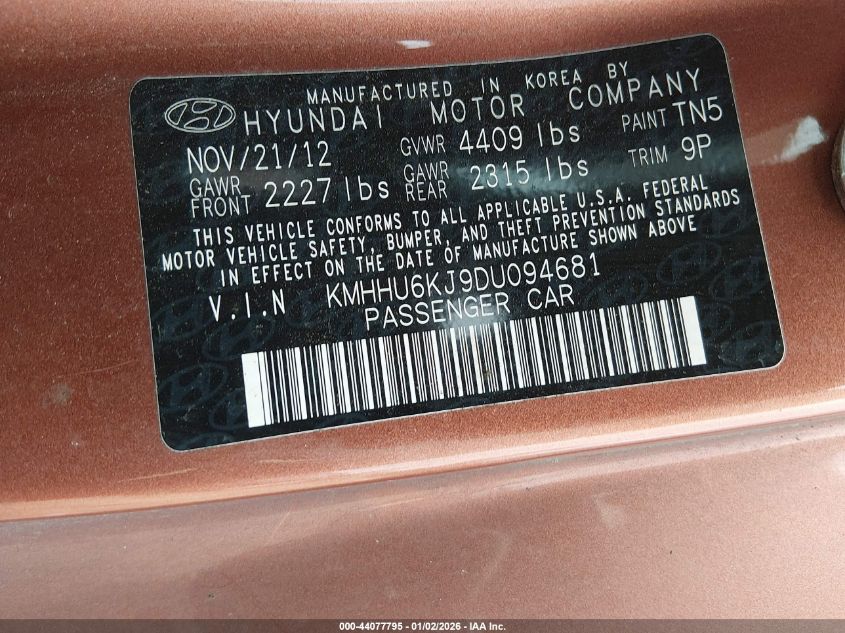 MANUFACTURED IN KOREA BY
HYUNDAI MOTOR COMPANY
NOV/21/12 GVWR 4409 lbs PAINT TN5
GAWR FRONT 2227 lbs GAWR REAR 2315 lbs TRIM 9P
THIS VEHICLE CONFORMS TO ALL APPLICABLE U.S.A. FEDERAL
MOTOR VEHICLE SAFETY, BUMPER, AND THEFT PREVENTION STANDARDS
IN EFFECT ON THE DATE OF MANUFACTURE SHOWN ABOVE
V.I.N KMHHU6KJ9DU094681
PASSENGER CAR
000-44077795 - 01/02/2026 - IAA Inc.